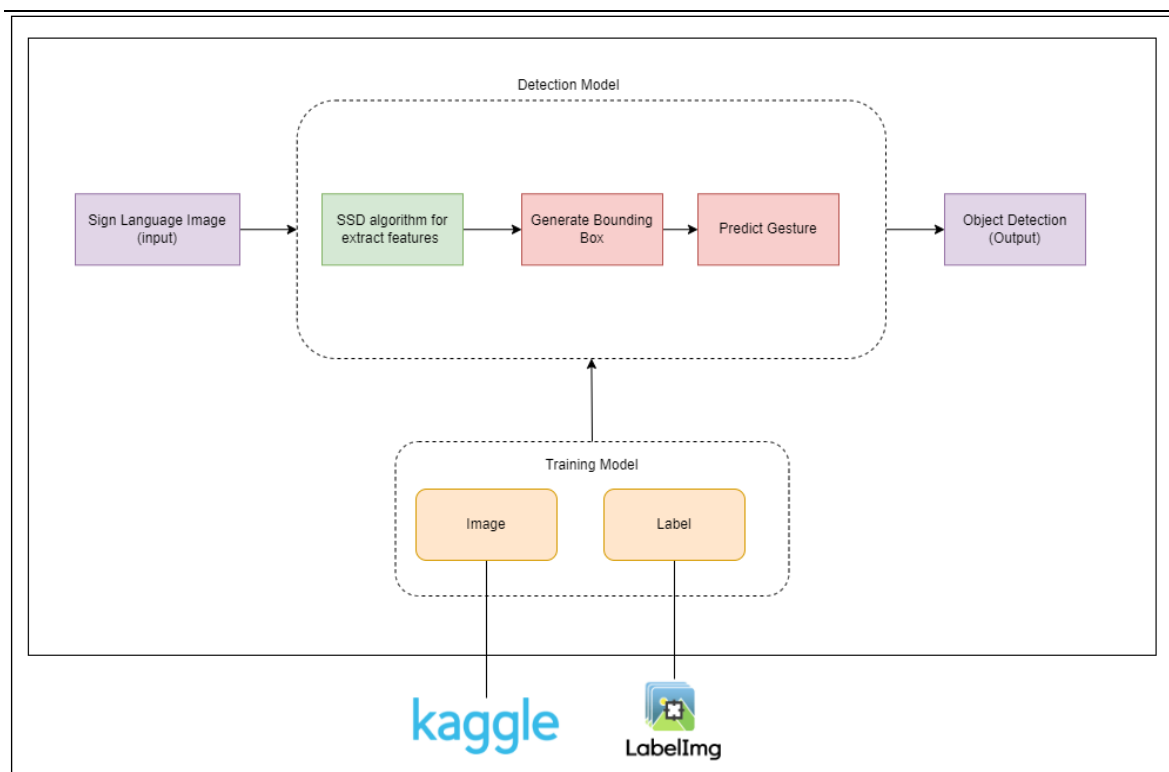 Detection Model
Sign Language Image
(input)
SSD algorithm for
extract features
Generate Bounding
Box
Predict Gesture
Object Detection
(Output)
Training Model
Image
Label
kaggle
LabelImg